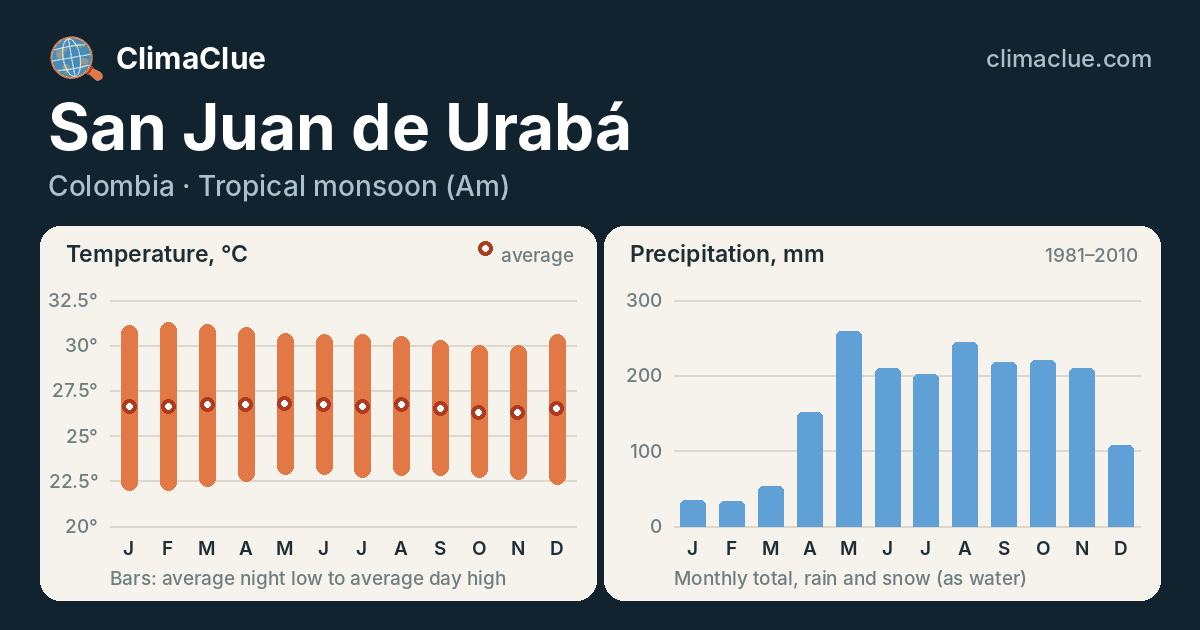 ClimaClue
climaclue.com
San Juan de Urabá
Colombia · Tropical monsoon (Am)
Temperature, °C
average
32.5°
30°
27.5°
25°
22.5°
20°
J F M A M J J A S O N D
Bars: average night low to average day high
Precipitation, mm
1981–2010
300
200
100
0
J F M A M J J A S O N D
Monthly total, rain and snow (as water)